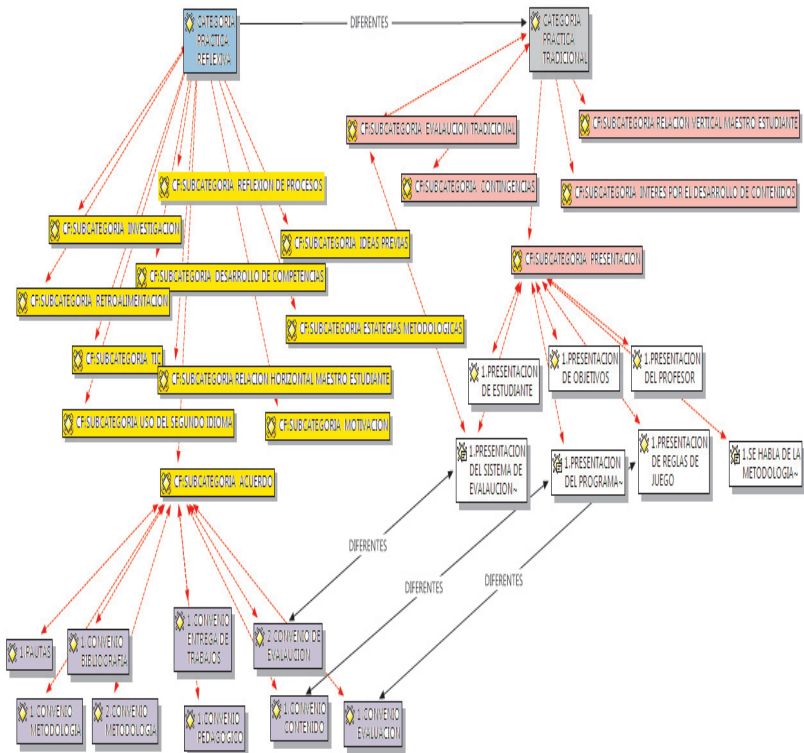 CATEGORIA
PRACTICA
REFLEXIVA
DIFERENTES
CATEGORIA
PRACTICA
TRADICIONAL
CF:SUBCATEGORIA EVALAUCION TRADICIONAL
CF:SUBCATEGORIA RELACION VERTICAL MAESTRO ESTUDIANTE
CF:SUBCATEGORIA REFLEXION DE PROCESOS
CF:SUBCATEGORIA CONTINGENCIAS
CF:SUBCATEGORIA INTERES POR EL DESARROLLO DE CONTENIDOS
CF:SUBCATEGORIA INVESTIGACION
CF:SUBCATEGORIA IDEAS PREVIAS
CF:SUBCATEGORIA PRESENTACION
CF:SUBCATEGORIA DESARROLLO DE COMPETENCIAS
CF:SUBCATEGORIA RETROALIMENTACION
CF:SUBCATEGORIA ESTATEGIAS METODOLOGICAS
CF:SUBCATEGORIA TIC
CF:SUBCATEGORIA RELACION HORIZONTAL MAESTRO ESTUDIANTE
1.PRESENTACION
DE ESTUDIANTE
1.PRESENTACION
DE OBJETIVOS
1.PRESENTACION
DEL PROFESOR
CF:SUBCATEGORIA USO DEL SEGUNDO IDIOMA
CF:SUBCATEGORIA MOTIVACION
1.PRESENTACION
DEL SISTEMA DE
EVALAUCION~
1.PRESENTACION
DEL PROGRAMA~
1.PRESENTACION
DE REGLAS DE
JUEGO
1.SE HABLA DE LA
METODOLOGIA~
CF:SUBCATEGORIA ACUERDO
DIFERENTES
DIFERENTES
DIFERENTES
1.PAUTAS
1.CONVENIO
BIBLIOGRAFIA
1.CONVENIO
ENTREGA DE
TRABAJOS
2.CONVENIO DE
EVALAUCION
1.CONVENIO
METODOLOGIA
2.CONVENIO
METODOLOGIA
1.CONVENIO
PEDAGOGICO
1.CONVENIO
CONTENIDO
1.CONVENIO
EVALUACION